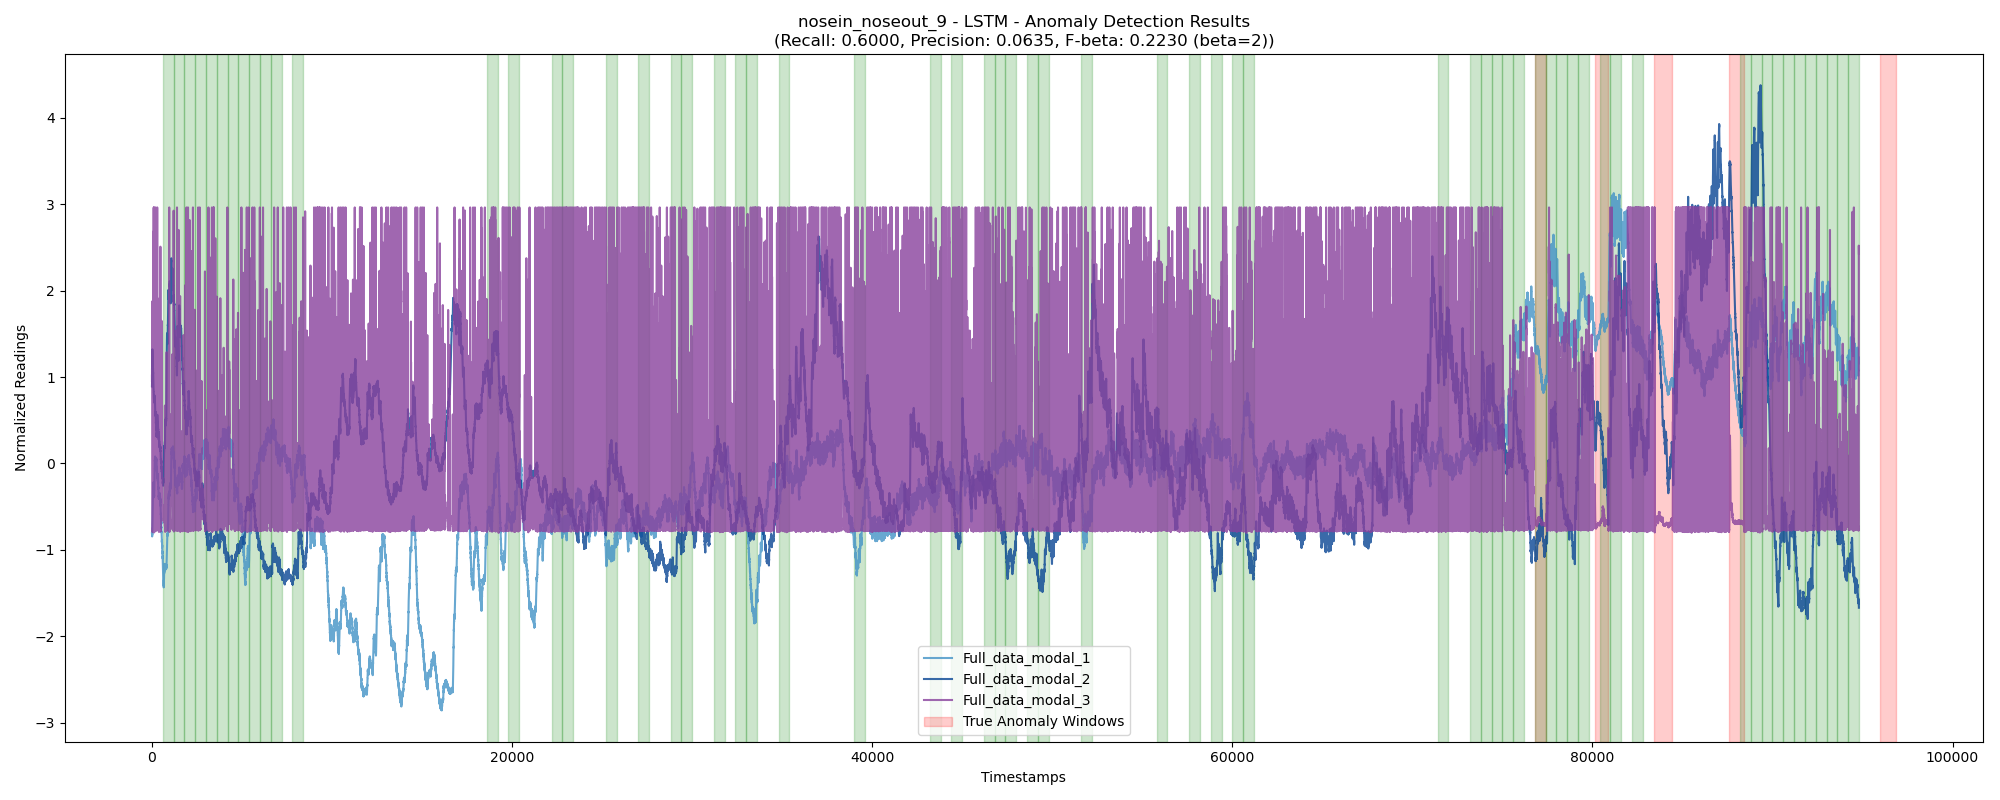 nosein_noseout_9 - LSTM - Anomaly Detection Results
(Recall: 0.6000, Precision: 0.0635, F-beta: 0.2230 (beta=2))
Normalized Readings
4
3
2
1
0
−1
−2
−3
Full_data_modal_1
Full_data_modal_2
Full_data_modal_3
True Anomaly Windows
0 20000 40000 60000 80000 100000
Timestamps